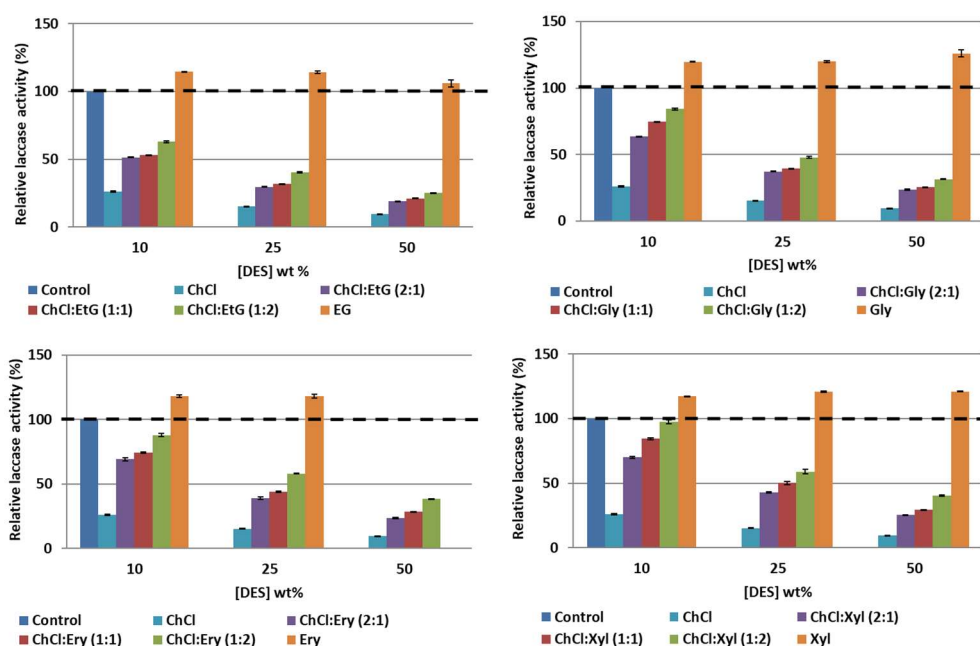 Relative laccase activity (%)
150
100
50
0
10 25 50
[DES] wt %
Control ChCl ChCl:EtG (2:1)
ChCl:EtG (1:1) ChCl:EtG (1:2) EG
Relative laccase activity (%)
150
100
50
0
10 25 50
[DES] wt%
Control ChCl ChCl:Gly (2:1)
ChCl:Gly (1:1) ChCl:Gly (1:2) Gly
Relative laccase activity (%)
150
100
50
0
10 25 50
[DES] wt%
Control ChCl ChCl:Ery (2:1)
ChCl:Ery (1:1) ChCl:Ery (1:2) Ery
Relative laccase activity (%)
150
100
50
0
10 25 50
[DES] wt%
Control ChCl ChCl:Xyl (2:1)
ChCl:Xyl (1:1) ChCl:Xyl (1:2) Xyl